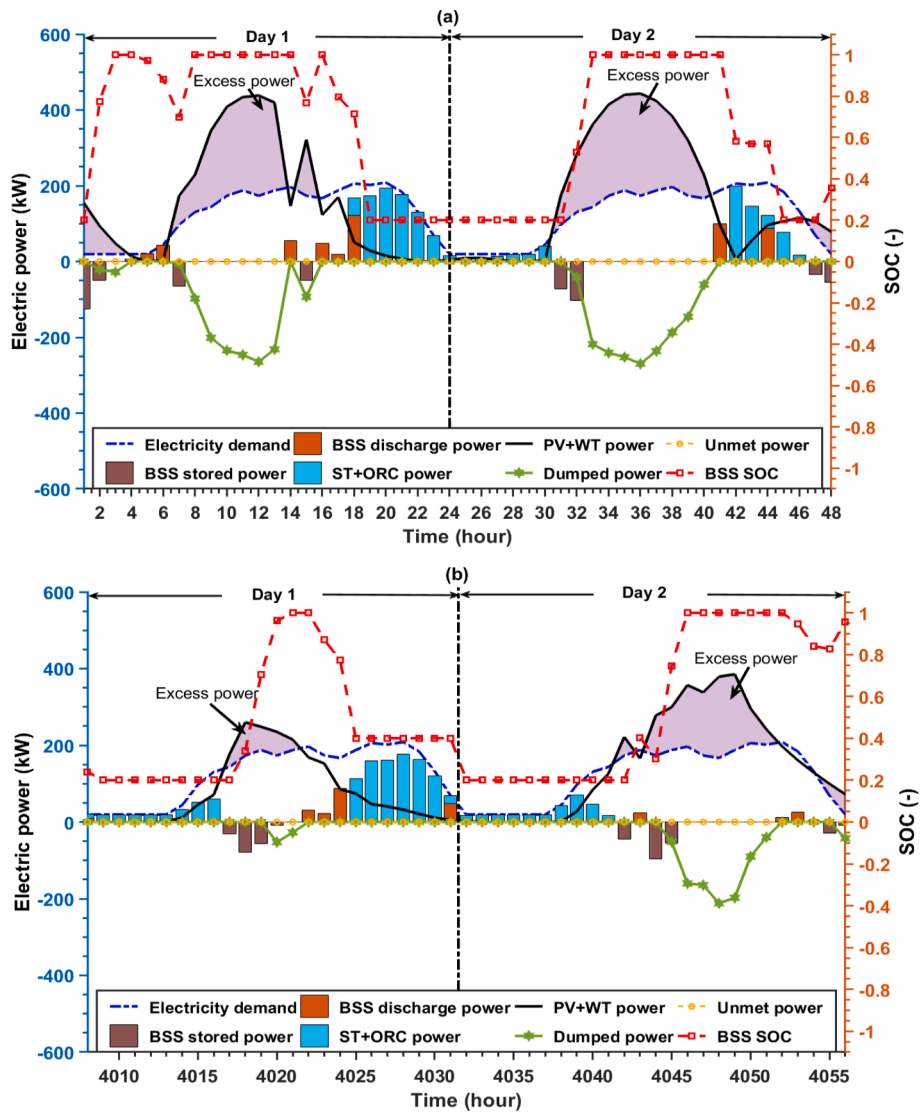 (a)
Day 1
Day 2
Excess power
Excess power
600
400
200
0
-200
-400
-600
Electric power (kW)
1
0.8
0.6
0.4
0.2
0
-0.2
-0.4
-0.6
-0.8
-1
SOC (-)
Electricity demand
BSS discharge power
PV+WT power
Unmet power
BSS stored power
ST+ORC power
Dumped power
BSS SOC
2 4 6 8 10 12 14 16 18 20 22 24 26 28 30 32 34 36 38 40 42 44 46 48
Time (hour)
(b)
Day 1
Day 2
Excess power
Excess power
600
400
200
0
-200
-400
-600
Electric power (kW)
1
0.8
0.6
0.4
0.2
0
-0.2
-0.4
-0.6
-0.8
-1
SOC (-)
Electricity demand
BSS discharge power
PV+WT power
Unmet power
BSS stored power
ST+ORC power
Dumped power
BSS SOC
4010 4015 4020 4025 4030 4035 4040 4045 4050 4055
Time (hour)